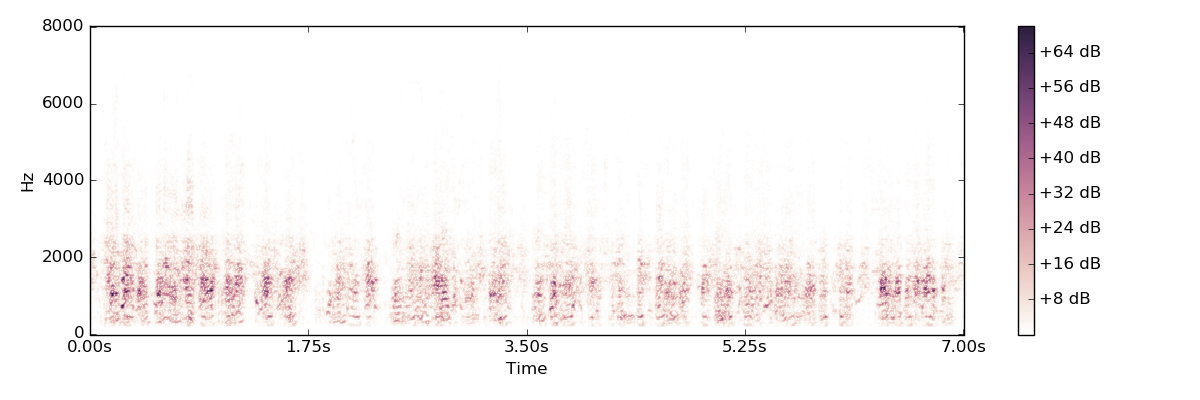 8000
6000
4000
2000
0
Hz
0.00s 1.75s 3.50s 5.25s 7.00s
Time
+64 dB
+56 dB
+48 dB
+40 dB
+32 dB
+24 dB
+16 dB
+8 dB